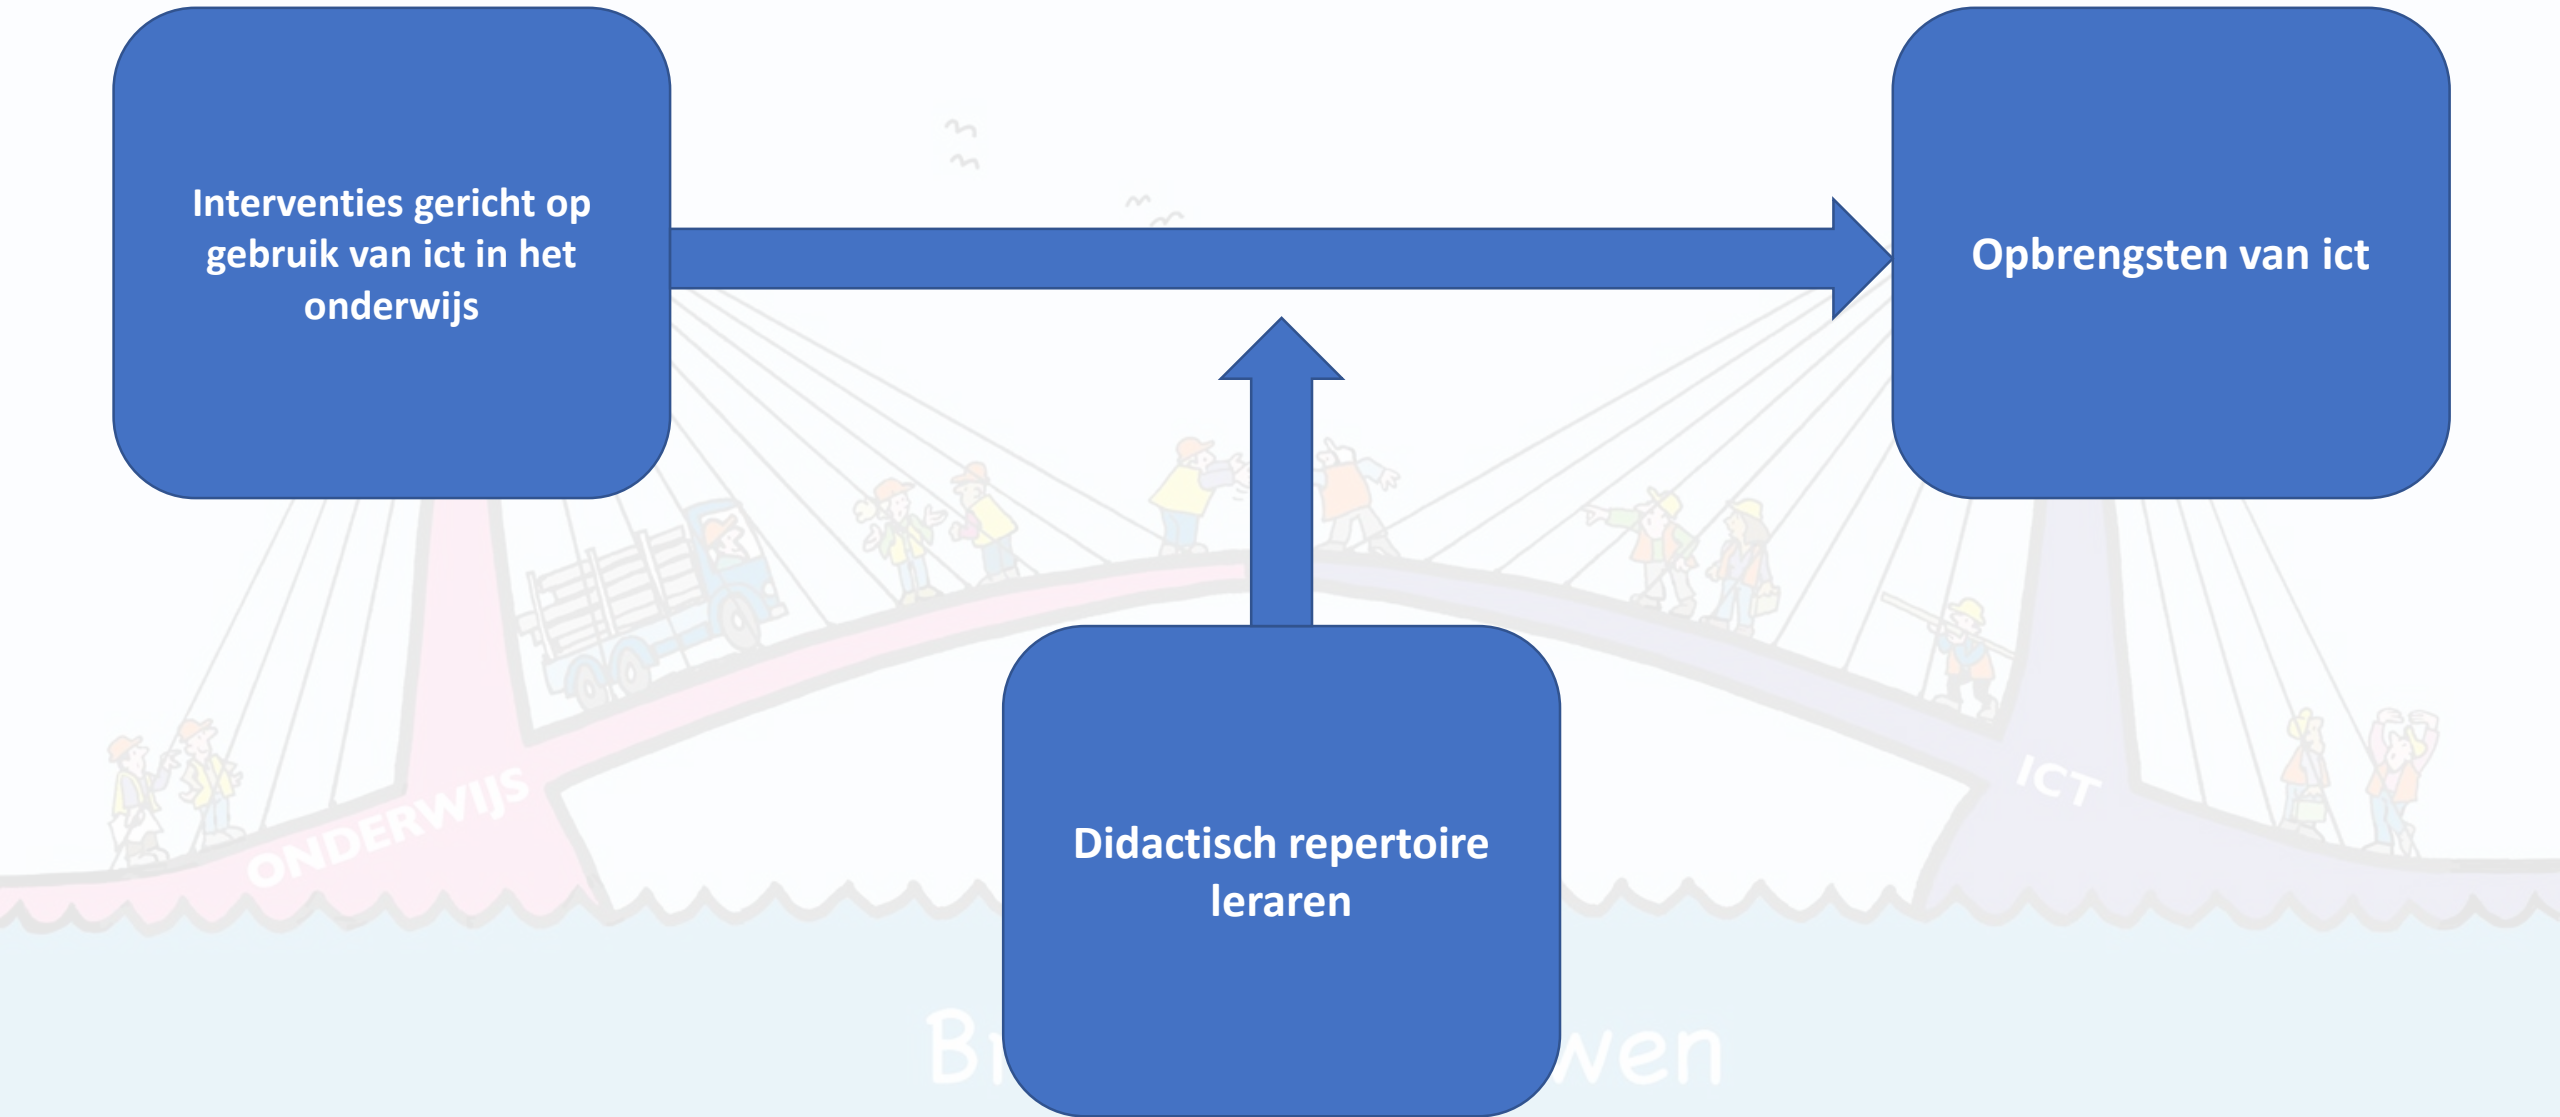 Interventies gericht op
gebruik van ict in het
onderwijs
Opbrengsten van ict
Didactisch repertoire
leraren
ONDERWIJS
ICT